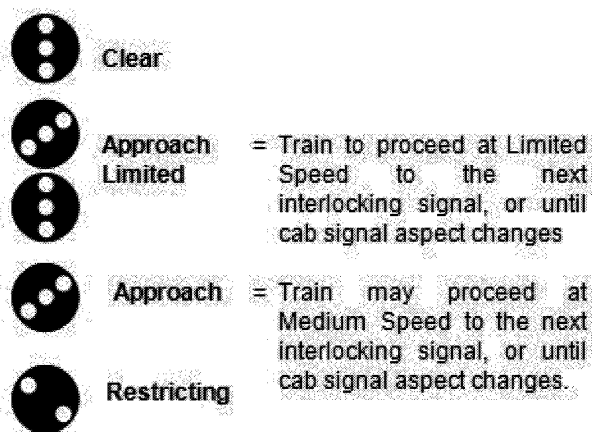 Clear
Approach = Train to proceed at Limited
Limited Speed to the next
interlocking signal, or until
cab signal aspect changes
Approach = Train may proceed at
Medium Speed to the next
interlocking signal, or until
Restricting cab signal aspect changes.